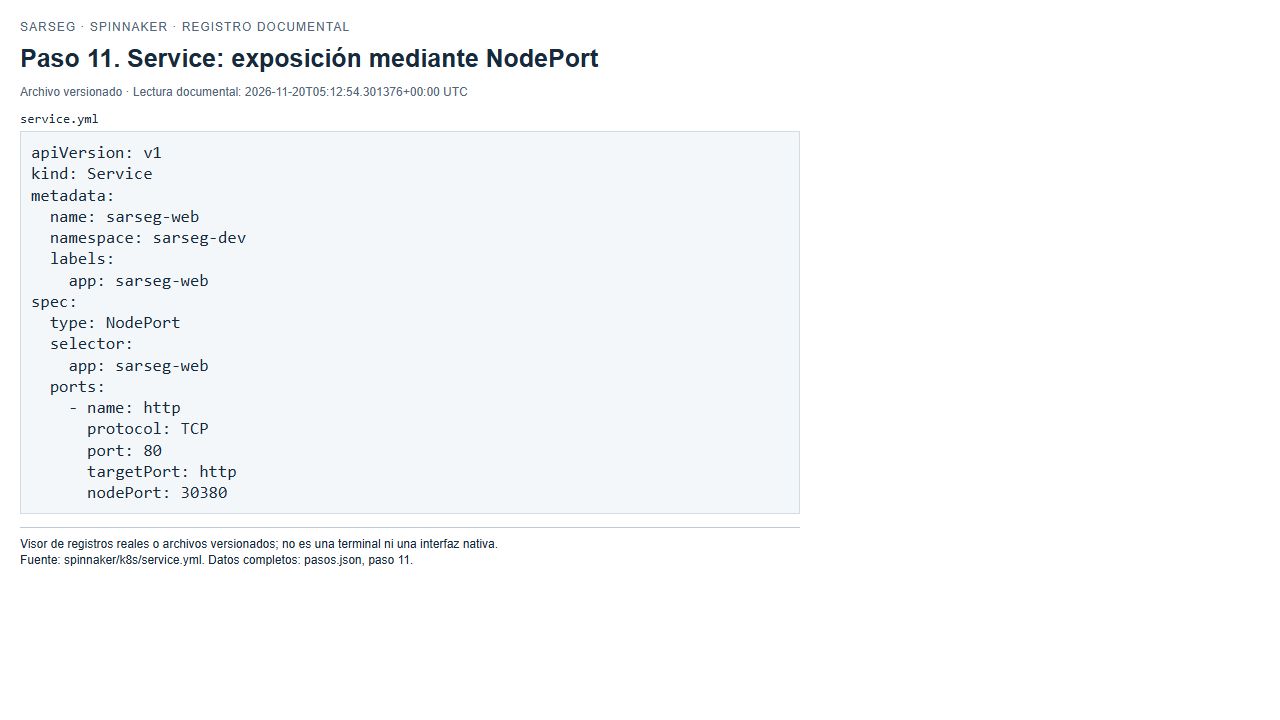 SARSEG · SPINNAKER · REGISTRO DOCUMENTAL
Paso 11. Service: exposición mediante NodePort
Archivo versionado · Lectura documental: 2026-11-20T05:12:54.301376+00:00 UTC
service.yml
apiVersion: v1
kind: Service
metadata:
  name: sarseg-web
  namespace: sarseg-dev
  labels:
    app: sarseg-web
spec:
  type: NodePort
  selector:
    app: sarseg-web
  ports:
    - name: http
      protocol: TCP
      port: 80
      targetPort: http
      nodePort: 30380
Visor de registros reales o archivos versionados; no es una terminal ni una interfaz nativa.
Fuente: spinnaker/k8s/service.yml. Datos completos: pasos.json, paso 11.